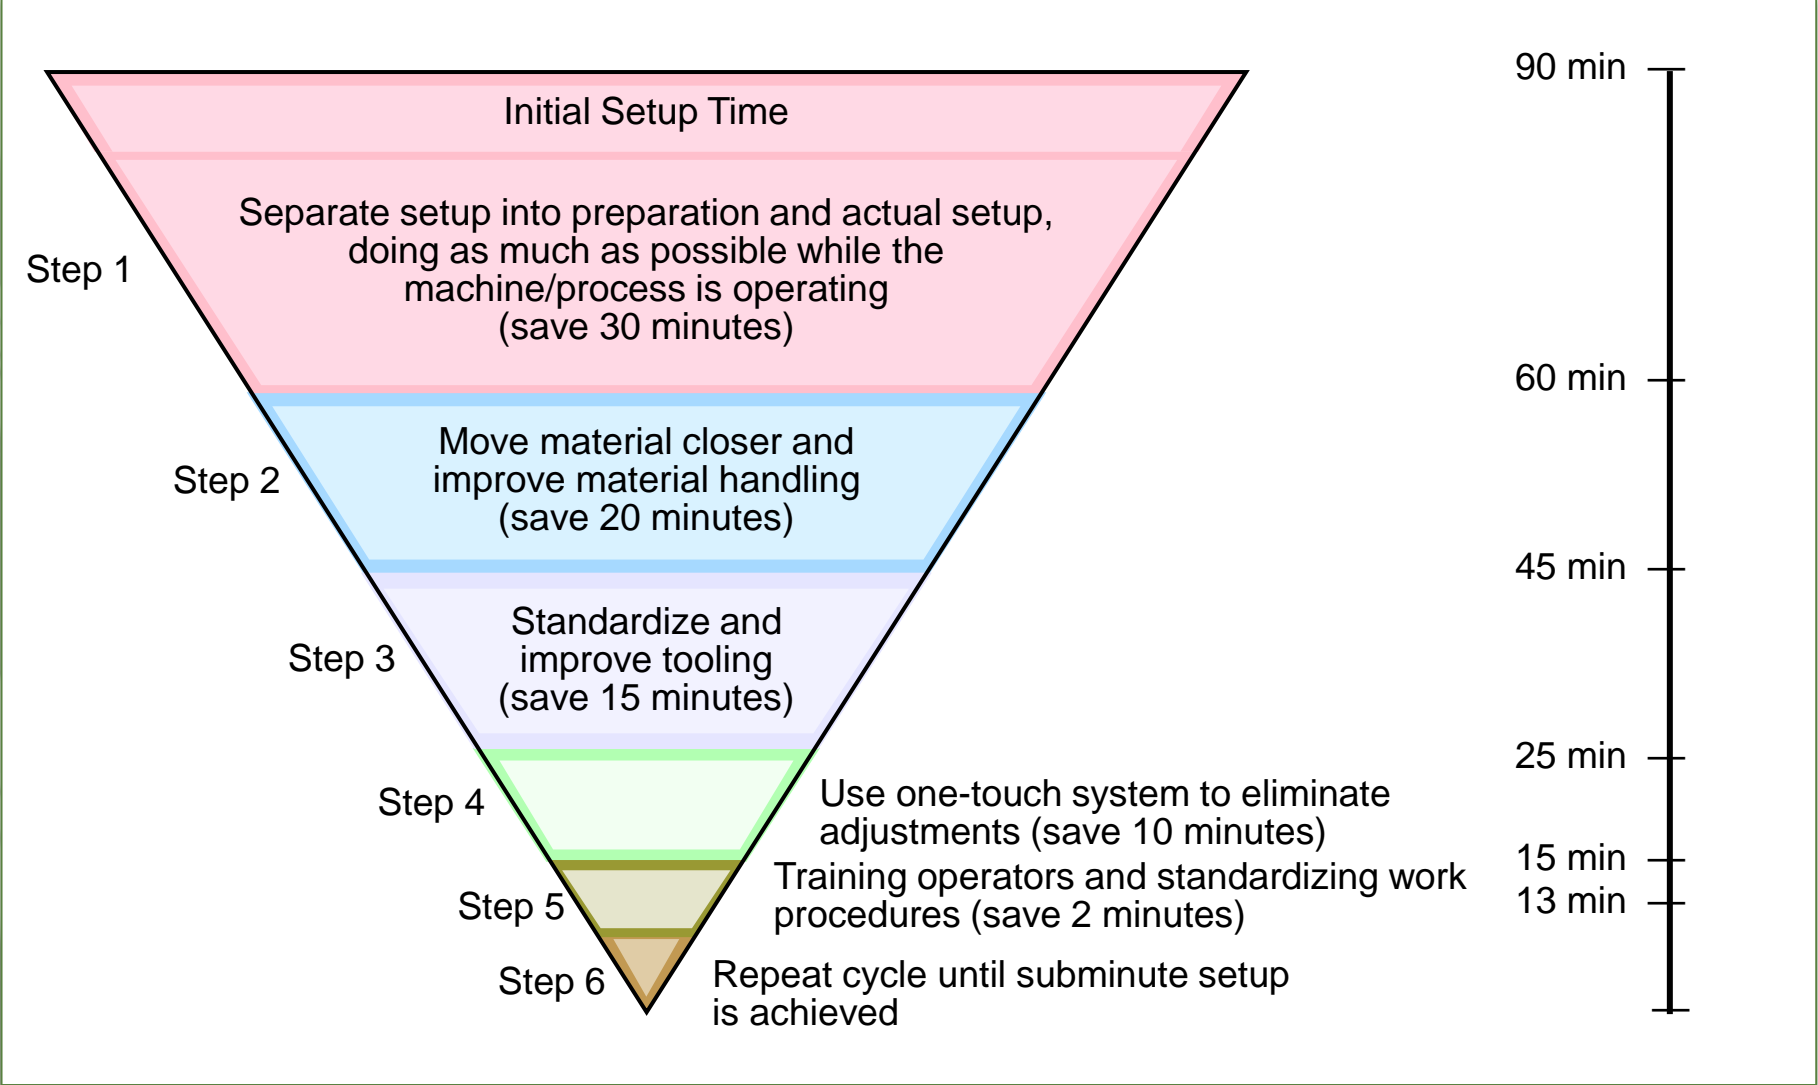 Initial Setup Time
Step 1
Separate setup into preparation and actual setup,
doing as much as possible while the
machine/process is operating
(save 30 minutes)
Step 2
Move material closer and
improve material handling
(save 20 minutes)
Step 3
Standardize and
improve tooling
(save 15 minutes)
Step 4
Use one-touch system to eliminate
adjustments (save 10 minutes)
Step 5
Training operators and standardizing work
procedures (save 2 minutes)
Step 6
Repeat cycle until subminute setup
is achieved
90 min
60 min
45 min
25 min
15 min
13 min